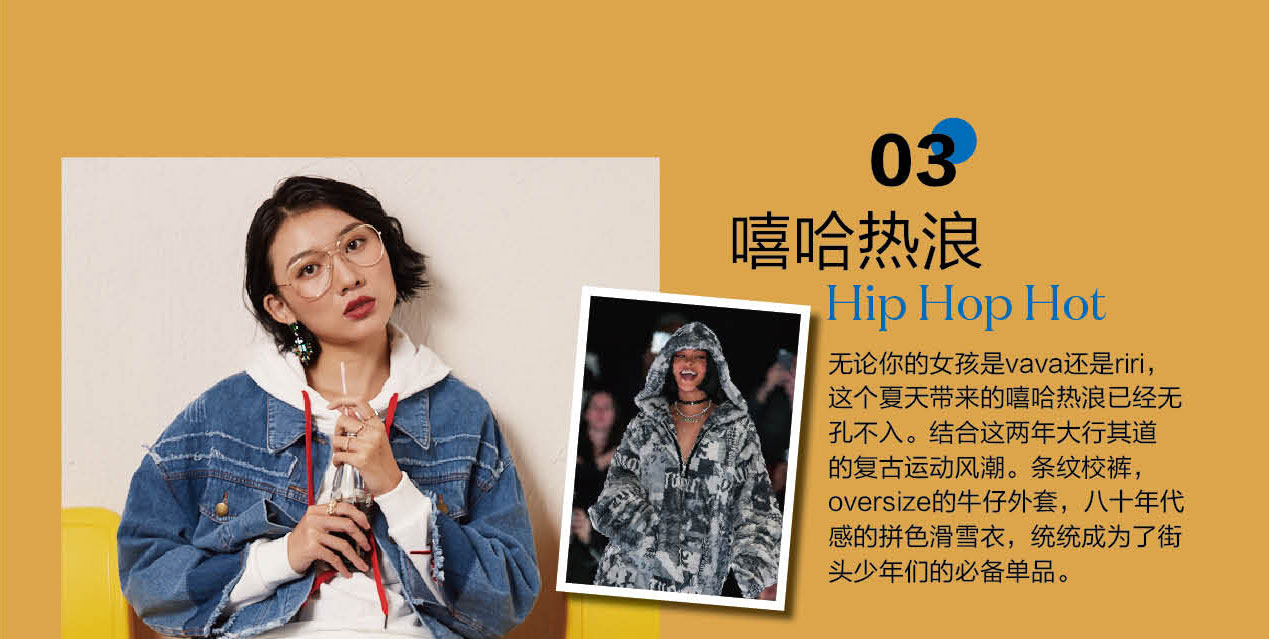 03
嘻哈热浪
Hip Hop Hot
无论你的女孩是vava还是riri，
这个夏天带来的嘻哈热浪已经无
孔不入。结合这两年大行其道
的复古运动风潮。条纹校裤，
oversize的牛仔外套，八十年代
感的拼色滑雪衣，统统成为了街
头少年们的必备单品。